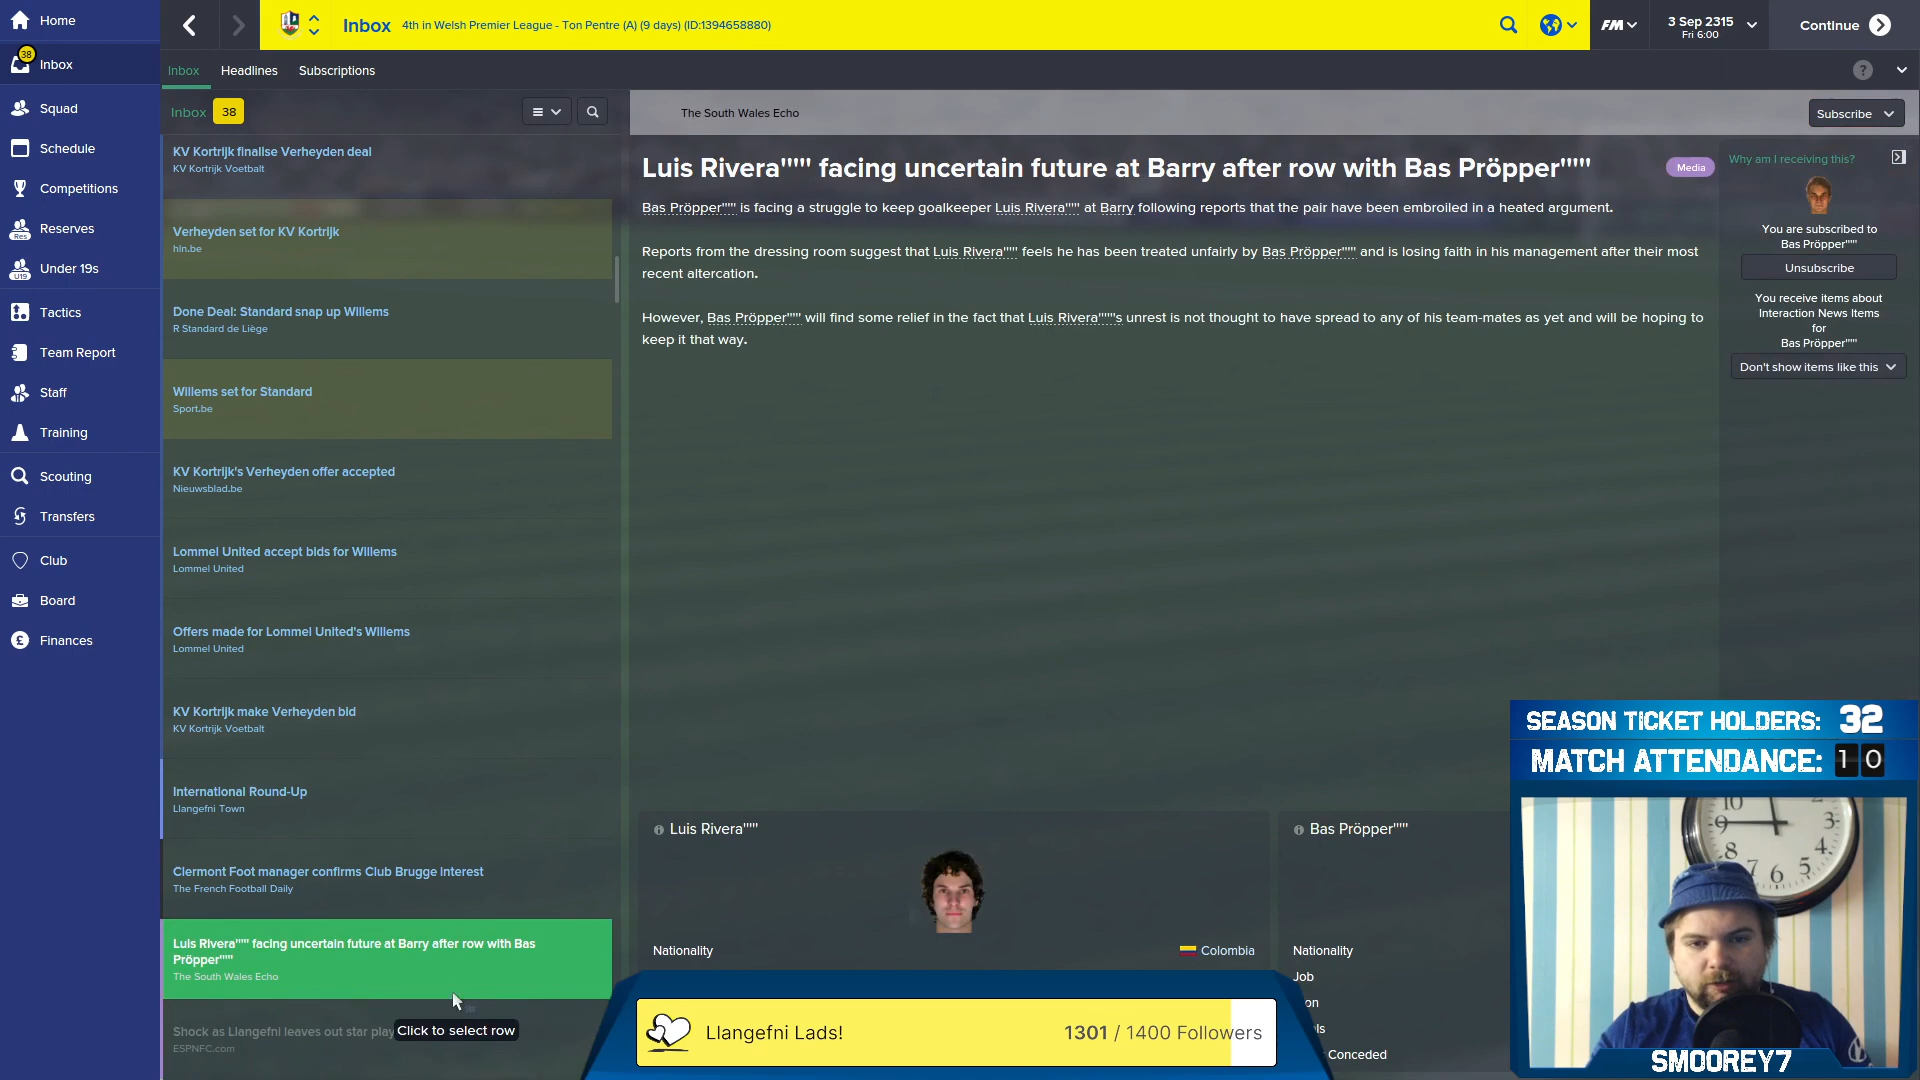 Home
38
Inbox
Squad
Schedule
Competitions
Res
Reserves
U19
Under 19s
Tactics
Team Report
Staff
Training
Scouting
Transfers
Club
Board
£
Finances
Inbox
4th in Welsh Premier League - Ton Pentre (A) (9 days) (ID:1394658880)
FM
3 Sep 2315
Fri 6:00
Continue
Inbox
Headlines
Subscriptions
?
Inbox
38
KV Kortrijk finalise Verheyden deal
KV Kortrijk Voetbalt
Verheyden set for KV Kortrijk
hln.be
Done Deal: Standard snap up Willems
R Standard de Liège
Willems set for Standard
Sport.be
KV Kortrijk's Verheyden offer accepted
Nieuwsblad.be
Lommel United accept bids for Willems
Lommel United
Offers made for Lommel United's Willems
Lommel United
KV Kortrijk make Verheyden bid
KV Kortrijk Voetbalt
International Round-Up
Llangefni Town
Clermont Foot manager confirms Club Brugge interest
The French Football Daily
Luis Rivera''''' facing uncertain future at Barry after row with Bas
Pröpper'''''
The South Wales Echo
Shock as Llangefni leaves out star play
ESPNFC.com
Click to select row
The South Wales Echo
Subscribe
Luis Rivera''''' facing uncertain future at Barry after row with Bas Pröpper'''''
Media
Bas Pröpper''''' is facing a struggle to keep goalkeeper Luis Rivera''''' at Barry following reports that the pair have been embroiled in a heated argument.
Reports from the dressing room suggest that Luis Rivera''''' feels he has been treated unfairly by Bas Pröpper''''' and is losing faith in his management after their most
recent altercation.
However, Bas Pröpper''''' will find some relief in the fact that Luis Rivera'''''s unrest is not thought to have spread to any of his team-mates as yet and will be hoping to
keep it that way.
Why am I receiving this?
You are subscribed to
Bas Pröpper'''''
Unsubscribe
You receive items about
Interaction News Items
for
Bas Pröpper'''''
Don't show items like this
Luis Rivera'''''
Nationality
Colombia
Bas Pröpper'''''
Nationality
Job
on
ls
Conceded
Llangefni Lads!
1301 / 1400 Followers
SEASON TICKET HOLDERS: 32
MATCH ATTENDANCE: 10
10
9
3
8
4
7
6
5
SMOOREY7